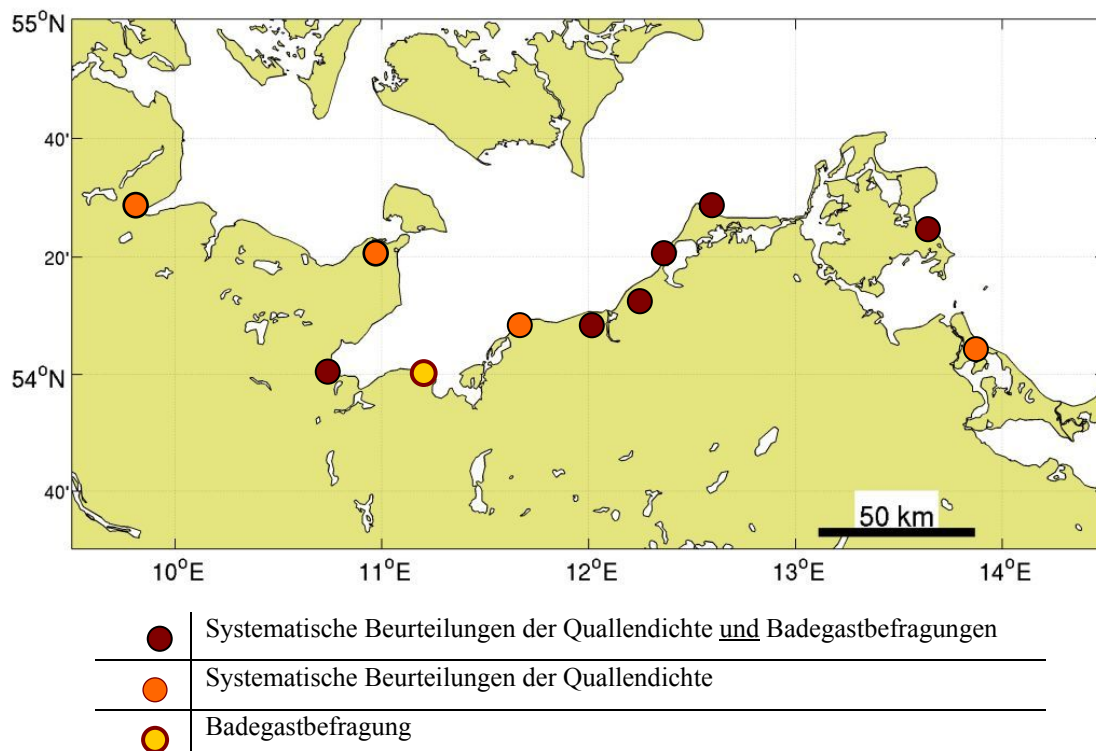 55°N
40'
20'
54°N
40'
50 km
10°E 11°E 12°E 13°E 14°E
Systematische Beurteilungen der Quallendichte und Badegastbefragungen
Systematische Beurteilungen der Quallendichte
Badegastbefragung